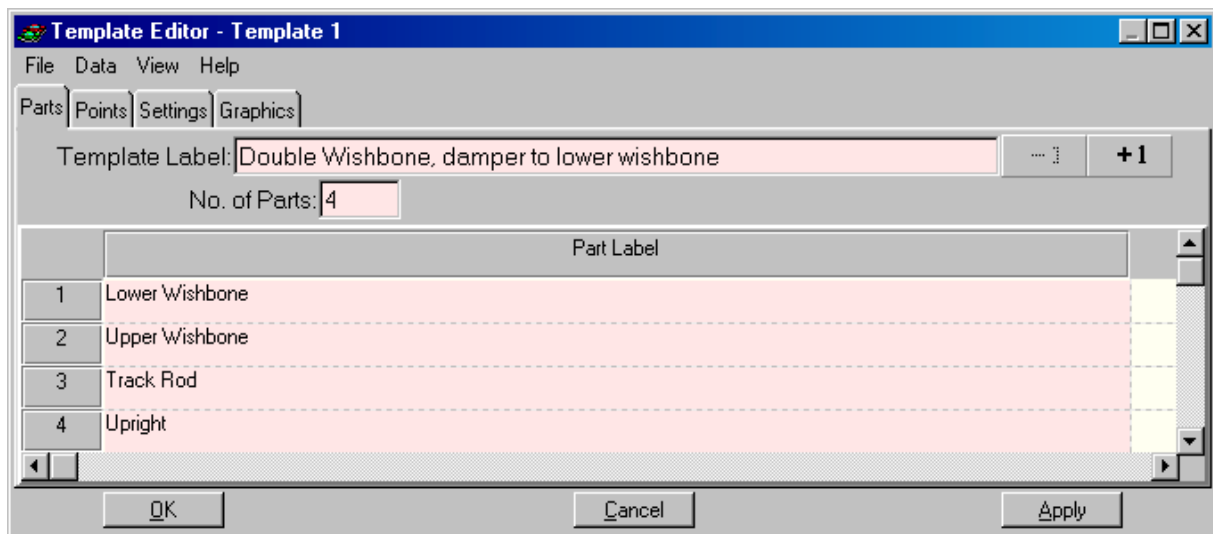 Template Editor - Template 1
File Data View Help
Parts Points Settings Graphics
Template Label: Double Wishbone, damper to lower wishbone +1
No. of Parts: 4
Part Label
1 Lower Wishbone
2 Upper Wishbone
3 Track Rod
4 Upright
OK Cancel Apply